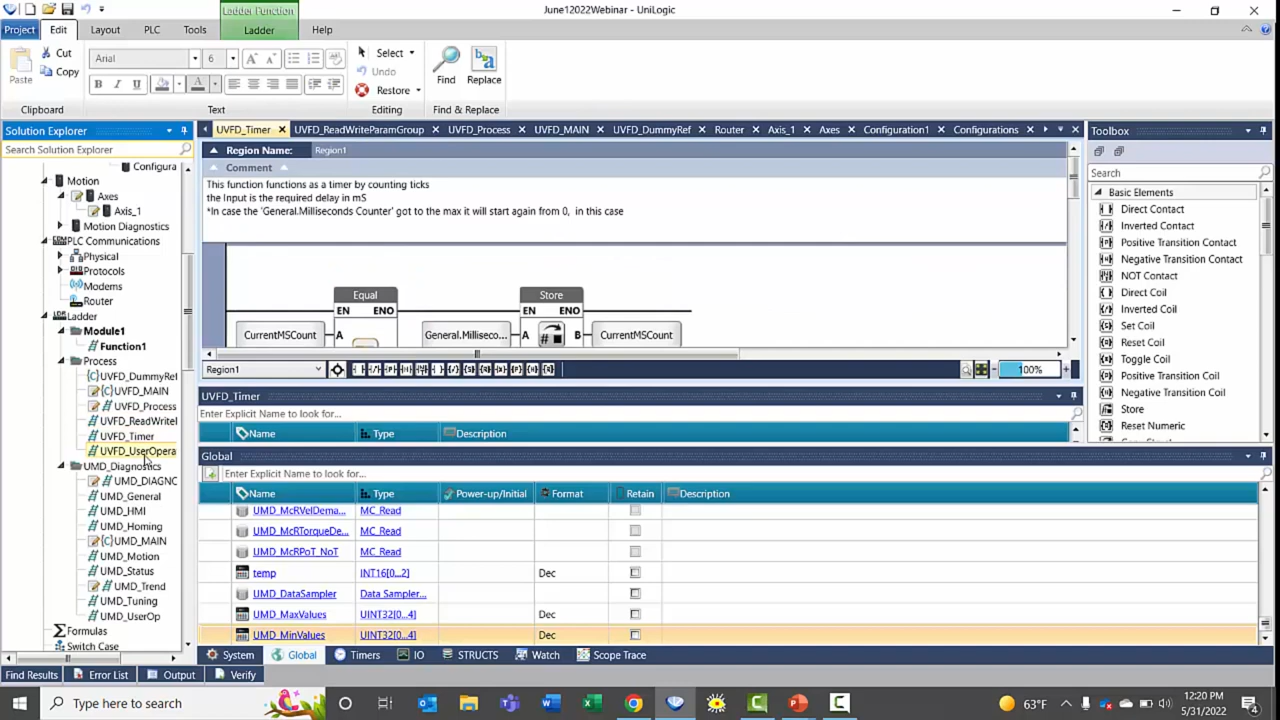 June12022Webinar - UniLogic
Ladder Function
Project Edit Layout PLC Tools Ladder Help
Paste Cut Copy Clipboard
Arial 6 Text
Select Undo Restore Editing
Find Replace Find & Replace
Solution Explorer
Search Solution Explorer
Configura
Motion
Axes
Axis_1
Motion Diagnostics
PLC Communications
Physical
Protocols
Modems
Router
Ladder
Module1
Function1
Process
UVFD_DummyRef
UVFD_MAIN
UVFD_Process
UVFD_ReadWriteI
UVFD_Timer
UVFD_UserOpera
UMD_Diagnostics
UMD_DIAGNC
UMD_General
UMD_HMI
UMD_Homing
UMD_MAIN
UMD_Motion
UMD_Status
UMD_Trend
UMD_Tuning
UMD_UserOp
Formulas
Switch Case
UVFD_Timer UVFD_ReadWriteParamGroup UVFD_Process UVFD_MAIN UVFD_DummyRef Router Axis_1 Axes Configuration1 Configurations
Region Name: Region1
Comment
This function functions as a timer by counting ticks
the Input is the required delay in mS
*In case the 'General.Milliseconds Counter' got to the max it will start again from 0, in this case
Equal Store
EN ENO EN ENO
CurrentMSCount A General.Milliseco... A B CurrentMSCount
Region1 100%
UVFD_Timer
Enter Explicit Name to look for...
Name Type Description
Global
Enter Explicit Name to look for...
Name Type Power-up/Initial Format Retain Description
UMD_McRVelDema... MC_Read
UMD_McRTorqueDe... MC_Read
UMD_McRPoT_NoT MC_Read
temp INT16[0...2] Dec
UMD_DataSampler Data Sampler...
UMD_MaxValues UINT32[0...4] Dec
UMD_MinValues UINT32[0...4] Dec
System Global Timers IO STRUCTS Watch Scope Trace
Toolbox
Search
Basic Elements
Direct Contact
Inverted Contact
Positive Transition Contact
Negative Transition Contact
NOT Contact
Direct Coil
Inverted Coil
Set Coil
Reset Coil
Toggle Coil
Positive Transition Coil
Negative Transition Coil
Store
Reset Numeric
Find Results Error List Output Verify
Type here to search
63°F
12:20 PM
5/31/2022
4